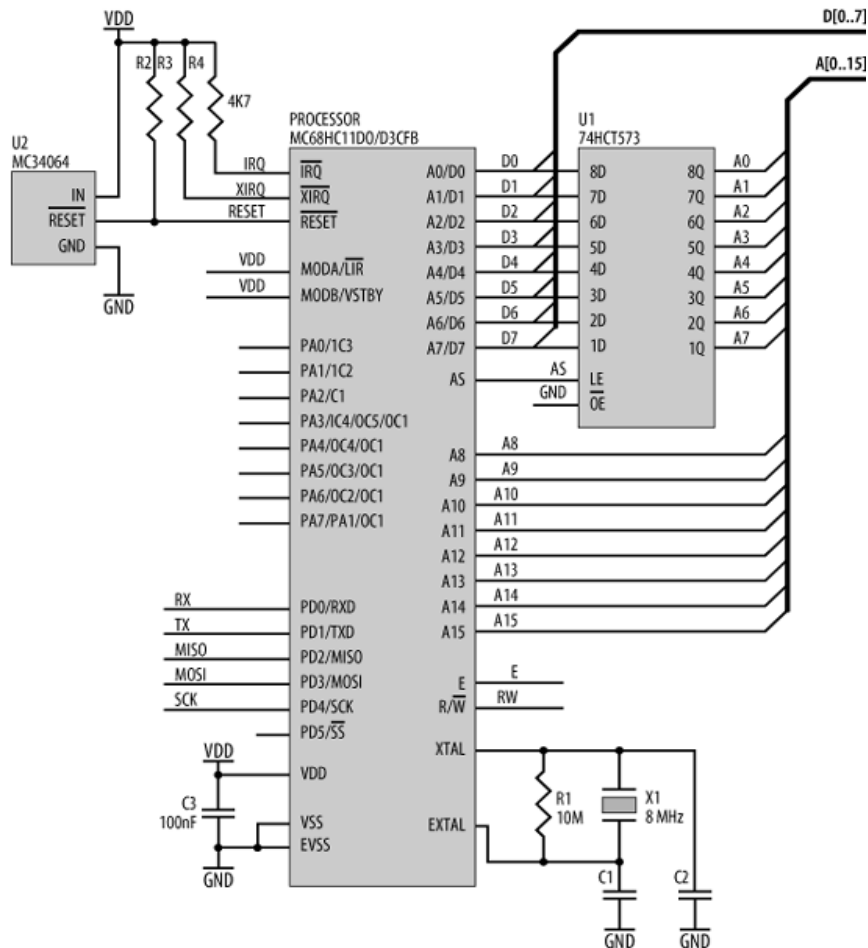 VDD
D[0..7]
A[0..15]
R2 R3 R4
4K7
U2
MC34064
IN
RESET
GND
GND
IRQ
XIRQ
RESET
VDD
VDD
PROCESSOR
MC68HC11D0/D3CFB
IRQ
XIRQ
RESET
MODA/LIR
MODB/VSTBY
PA0/1C3
PA1/1C2
PA2/C1
PA3/IC4/OC5/OC1
PA4/OC4/OC1
PA5/OC3/OC1
PA6/OC2/OC1
PA7/PA1/OC1
RX PD0/RXD
TX PD1/TXD
MISO PD2/MISO
MOSI PD3/MOSI
SCK PD4/SCK
PD5/SS
VDD
VDD
C3
100nF
VSS
EVSS
GND
A0/D0 D0
A1/D1 D1
A2/D2 D2
A3/D3 D3
A4/D4 D4
A5/D5 D5
A6/D6 D6
A7/D7 D7
AS AS
GND
U1
74HCT573
8D 8Q A0
7D 7Q A1
6D 6Q A2
5D 5Q A3
4D 4Q A4
3D 3Q A5
2D 2Q A6
1D 1Q A7
LE
OE
A8 A8
A9 A9
A10 A10
A11 A11
A12 A12
A13 A13
A14 A14
A15 A15
E E
R/W RW
XTAL
EXTAL
R1
10M
X1
8 MHz
C1 C2
GND GND